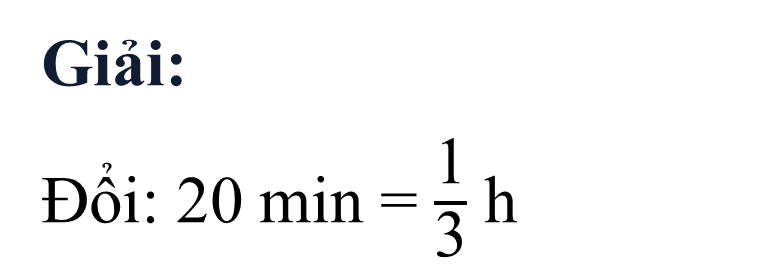 Giải:
Đổi: 20 min = 1/3 h